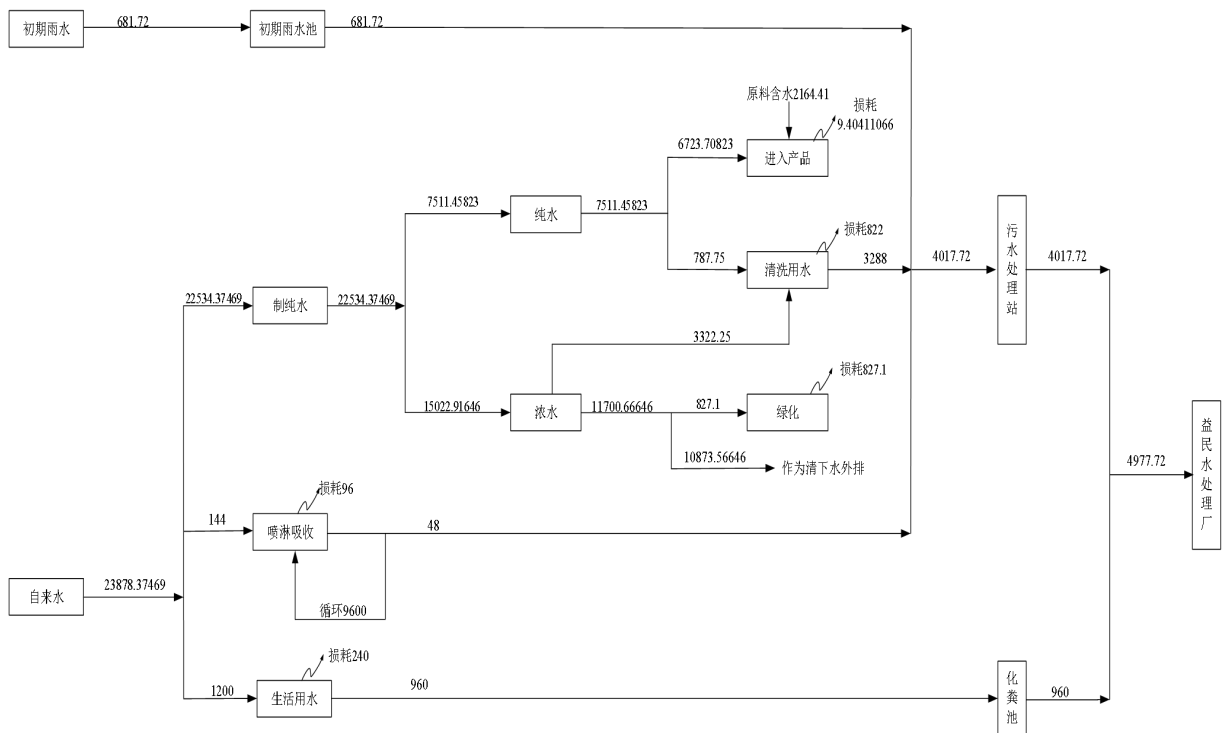 初期雨水
681.72
初期雨水池
681.72
原料含水2164.41
损耗
9.40411066
6723.70823
进入产品
7511.45823
纯水
7511.45823
损耗822
787.75
清洗用水
3288
4017.72
污水处理站
4017.72
22534.37469
制纯水
22534.37469
3322.25
损耗827.1
15022.91646
浓水
11700.66646
827.1
绿化
10873.56646
作为清下水外排
4977.72
益民水处理厂
损耗96
144
喷淋吸收
48
循环9600
自来水
23878.37469
损耗240
1200
生活用水
960
化粪池
960